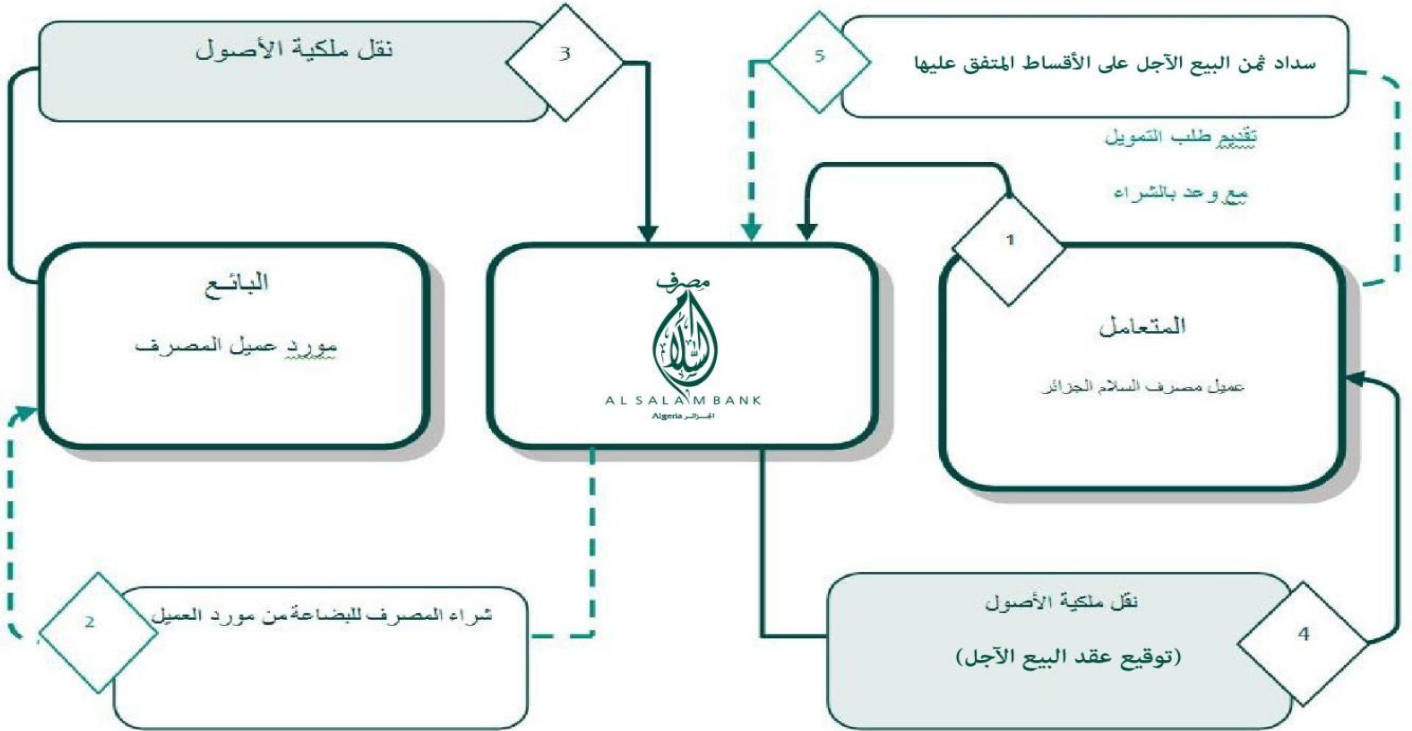 نقل ملكية الأصول
3
5
سداد ثمن البيع الآجل على الأقساط المتفق عليها
تقديم طلب التمويل
مع وعد بالشراء
1
البائع
مورد عميل المصرف
مصرف
السلام
AL SALAM BANK
Algeria الجزائر
المتعامل
عميل مصرف السلام الجزائر
2
شراء المصرف للبضاعة من مورد العميل
نقل ملكية الأصول
(توقيع عقد البيع الآجل)
4